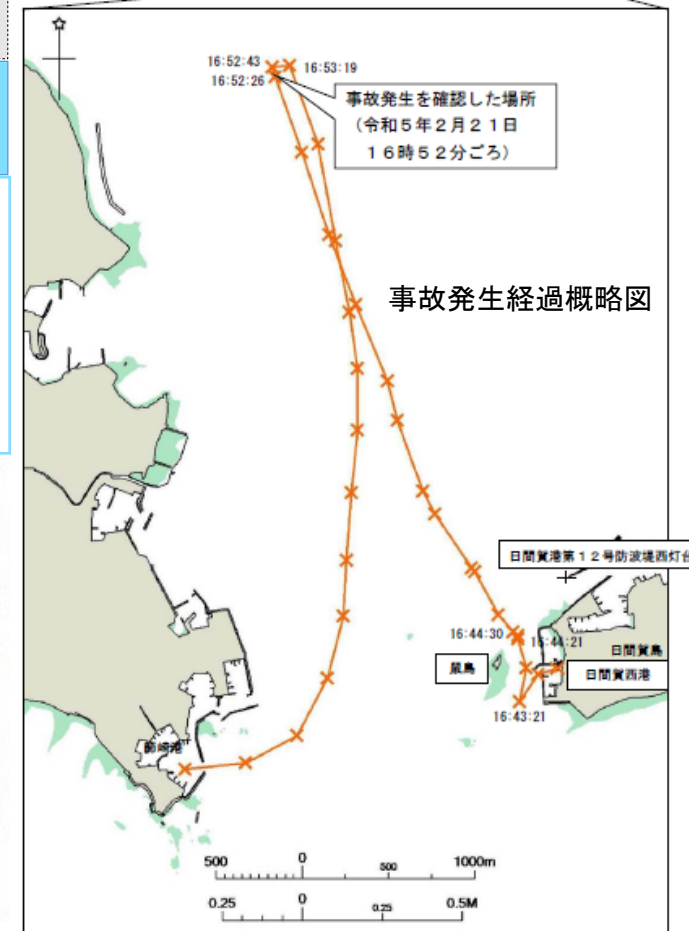 16:52:43
16:53:19
16:52:26
事故発生を確認した場所
(令和5年2月21日
16時52分ごろ)
事故発生経過概略図
日間賀港第12号防波堤西灯台
16:44:30
16:44:21
日間賀島
鼠島
日間賀西港
16:43:21
師崎港
500 0 500 1000m
0.25 0 0.25 0.5M